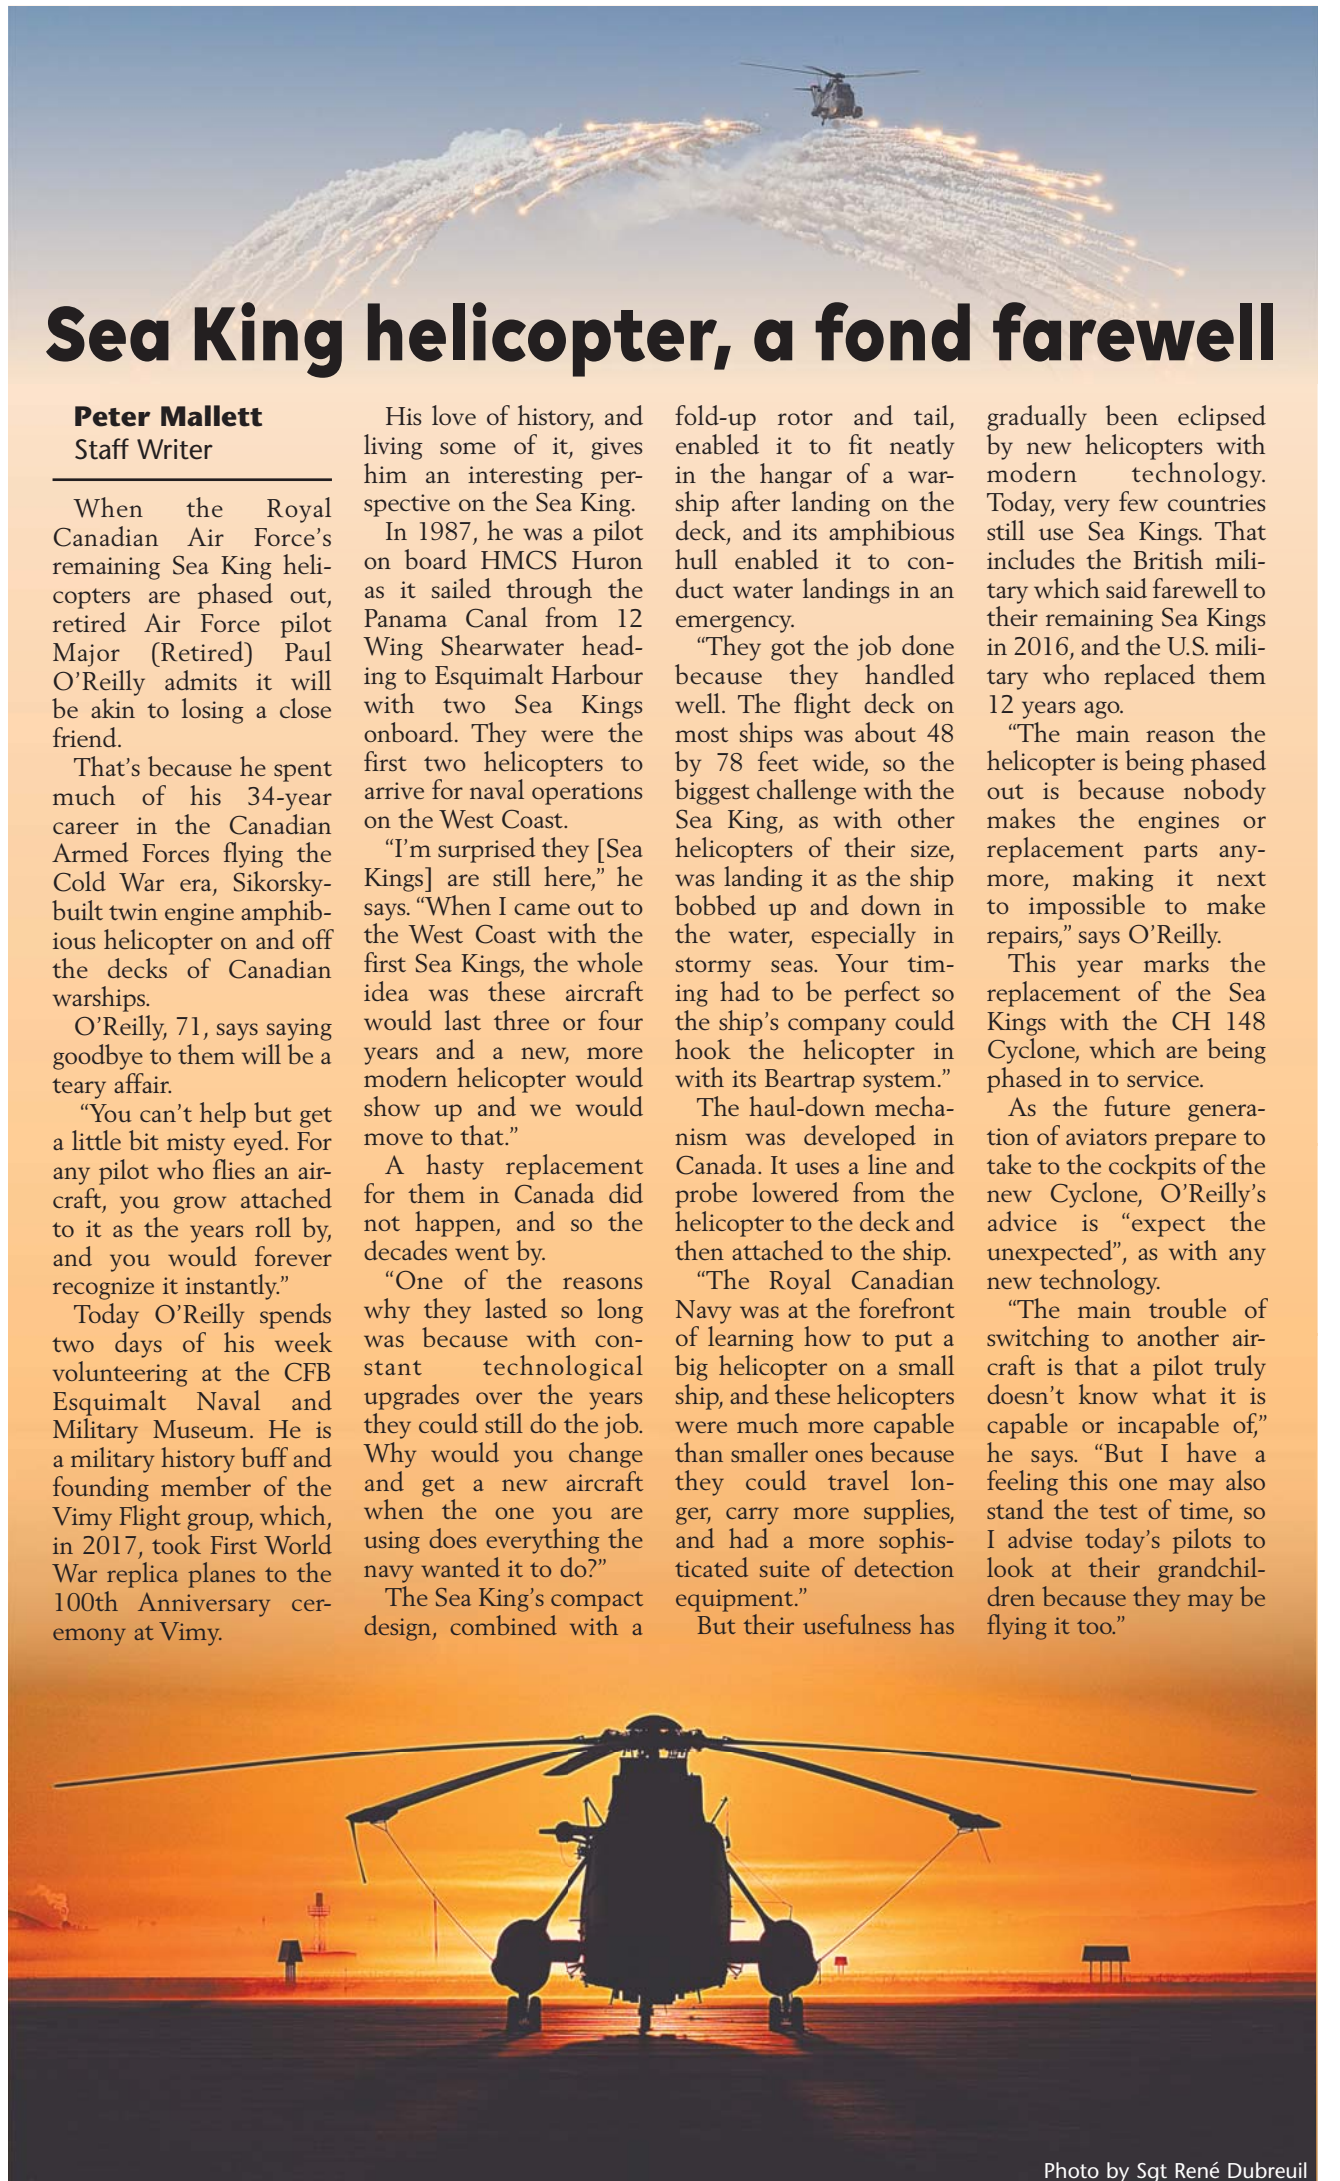 Sea King helicopter, a fond farewell
Peter Mallett
Staff Writer
When the Royal
Canadian Air Force's
remaining Sea King heli-
copters are phased out,
retired Air Force pilot
Major (Retired) Paul
O'Reilly admits it will
be akin to losing a close
friend.
That's because he spent
much of his 34-year
career in the Canadian
Armed Forces flying the
Cold War era, Sikorsky-
built twin engine amphib-
ious helicopter on and off
the decks of Canadian
warships.
O'Reilly, 71, says saying
goodbye to them will be a
teary affair.
“You can't help but get
a little bit misty eyed. For
any pilot who flies an air-
craft, you grow attached
to it as the years roll by,
and you would forever
recognize it instantly.”
Today O'Reilly spends
two days of his week
volunteering at the CFB
Esquimalt Naval and
Military Museum. He is
a military history buff and
founding member of the
Vimy Flight group, which,
in 2017, took First World
War replica planes to the
100th Anniversary cer-
emony at Vimy.
His love of history, and
living some of it, gives
him an interesting per-
spective on the Sea King.
In 1987, he was a pilot
on board HMCS Huron
as it sailed through the
Panama Canal from 12
Wing Shearwater head-
ing to Esquimalt Harbour
with two Sea Kings
onboard. They were the
first two helicopters to
arrive for naval operations
on the West Coast.
“I'm surprised they [Sea
Kings] are still here,” he
says. “When I came out to
the West Coast with the
first Sea Kings, the whole
idea was these aircraft
would last three or four
years and a new, more
modern helicopter would
show up and we would
move to that.”
A hasty replacement
for them in Canada did
not happen, and so the
decades went by.
“One of the reasons
why they lasted so long
was because with con-
stant technological
upgrades over the years
they could still do the job.
Why would you change
and get a new aircraft
when the one you are
using does everything the
navy wanted it to do?”
The Sea King's compact
design, combined with a
fold-up rotor and tail,
enabled it to fit neatly
in the hangar of a war-
ship after landing on the
deck, and its amphibious
hull enabled it to con-
duct water landings in an
emergency.
“They got the job done
because they handled
well. The flight deck on
most ships was about 48
by 78 feet wide, so the
biggest challenge with the
Sea King, as with other
helicopters of their size,
was landing it as the ship
bobbed up and down in
the water, especially in
stormy seas. Your tim-
ing had to be perfect so
the ship's company could
hook the helicopter in
with its Beartrap system.”
The haul-down mecha-
nism was developed in
Canada. It uses a line and
probe lowered from the
helicopter to the deck and
then attached to the ship.
“The Royal Canadian
Navy was at the forefront
of learning how to put a
big helicopter on a small
ship, and these helicopters
were much more capable
than smaller ones because
they could travel lon-
ger, carry more supplies,
and had a more sophis-
ticated suite of detection
equipment.”
But their usefulness has
gradually been eclipsed
by new helicopters with
modern technology.
Today, very few countries
still use Sea Kings. That
includes the British mili-
tary which said farewell to
their remaining Sea Kings
in 2016, and the U.S. mili-
tary who replaced them
12 years ago.
“The main reason the
helicopter is being phased
out is because nobody
makes the engines or
replacement parts any-
more, making it next
to impossible to make
repairs,” says O'Reilly.
This year marks the
replacement of the Sea
Kings with the CH 148
Cyclone, which are being
phased in to service.
As the future genera-
tion of aviators prepare to
take to the cockpits of the
new Cyclone, O'Reilly's
advice is “expect the
unexpected”, as with any
new technology.
“The main trouble of
switching to another air-
craft is that a pilot truly
doesn't know what it is
capable or incapable of,”
he says. “But I have a
feeling this one may also
stand the test of time, so
I advise today's pilots to
look at their grandchil-
dren because they may be
flying it too.”
Photo by Sgt René Dubreuil